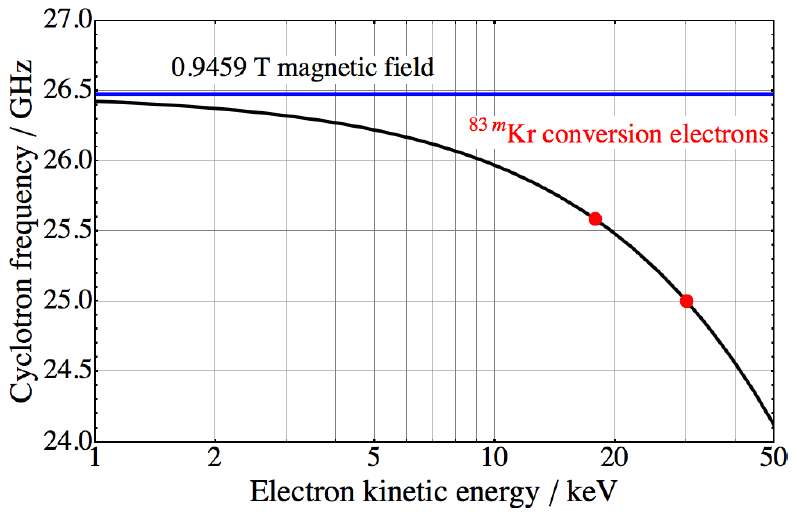 27.0
0.9459 T magnetic field
26.5
83 mKr conversion electrons
26.0
25.5
25.0
24.5
24.0
1 2 5 10 20 50
Electron kinetic energy / keV
Cyclotron frequency / GHz